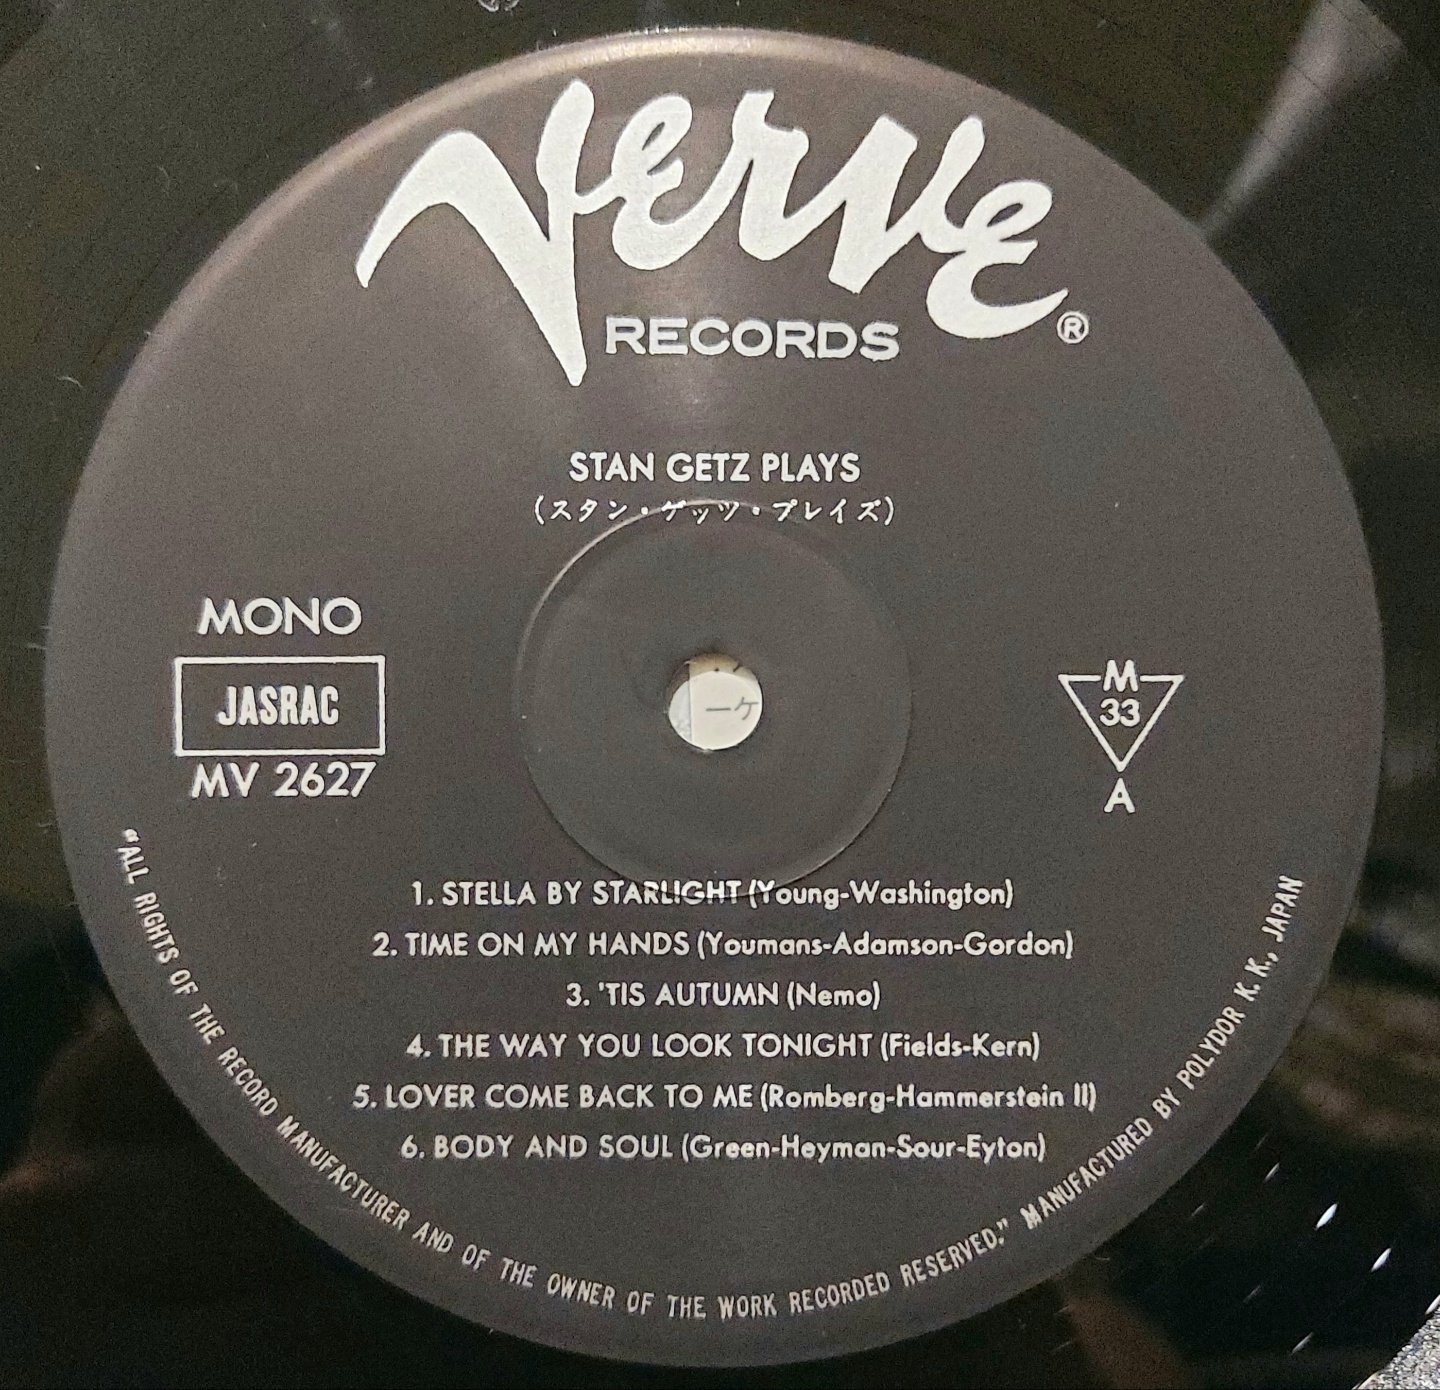 Verve
RECORDS ®
STAN GETZ PLAYS
(スタン・ゲッツ・プレイズ)
MONO
JASRAC
MV 2627
M
33
A
ーケ
1. STELLA BY STARLIGHT (Young-Washington)
2. TIME ON MY HANDS (Youmans-Adamson-Gordon)
3. 'TIS AUTUMN (Nemo)
4. THE WAY YOU LOOK TONIGHT (Fields-Kern)
5. LOVER COME BACK TO ME (Romberg-Hammerstein II)
6. BODY AND SOUL (Green-Heyman-Sour-Eyton)
"ALL RIGHTS OF THE RECORD MANUFACTURER AND OF THE OWNER OF THE WORK RECORDED RESERVED." MANUFACTURED BY POLYDOR K. K., JAPAN